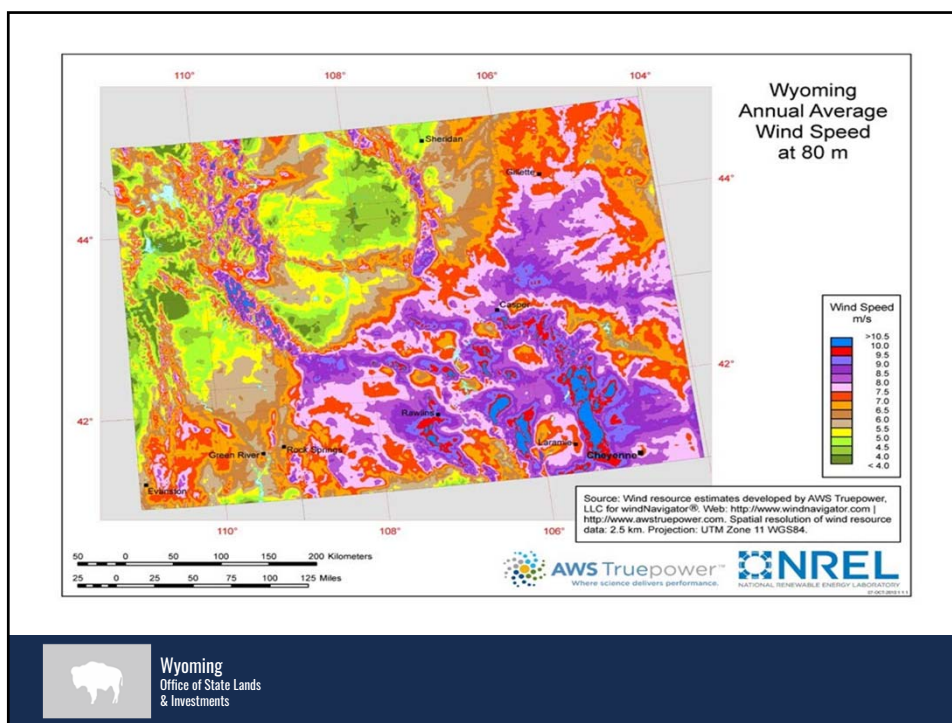 Wyoming
Annual Average
Wind Speed
at 80 m
110°
108°
106°
104°
Sheridan
Gillette
44°
44°
Casper
42°
42°
Rawlins
Laramie
Cheyenne
Rock Springs
Green River
Evanston
110°
108°
106°
Wind Speed
m/s
>10.5
10.0
9.5
9.0
8.5
8.0
7.5
7.0
6.5
6.0
5.5
5.0
4.5
4.0
< 4.0
Source: Wind resource estimates developed by AWS Truepower,
LLC for windNavigator®. Web: http://www.windnavigator.com |
http://www.awstruepower.com. Spatial resolution of wind resource
data: 2.5 km. Projection: UTM Zone 11 WGS84.
50 0 50 100 150 200 Kilometers
25 0 25 50 75 100 125 Miles
AWS Truepower™
Where science delivers performance.
NREL
NATIONAL RENEWABLE ENERGY LABORATORY
Wyoming
Office of State Lands
& Investments